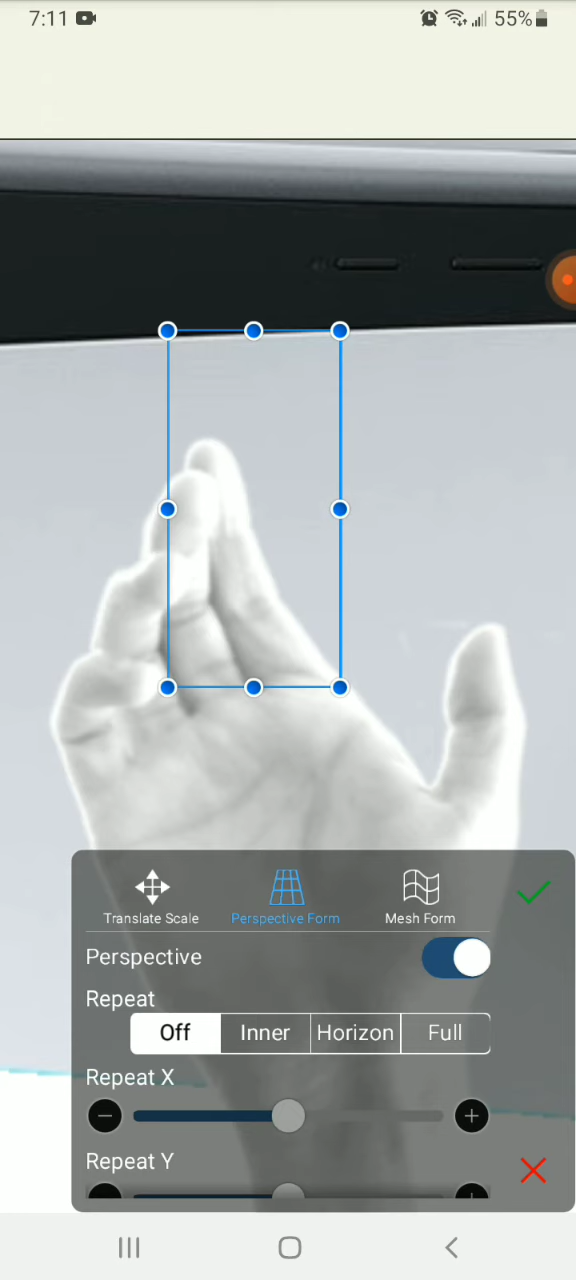 7:11 55%
Translate Scale Perspective Form Mesh Form
Perspective
Repeat
Off Inner Horizon Full
Repeat X
Repeat Y